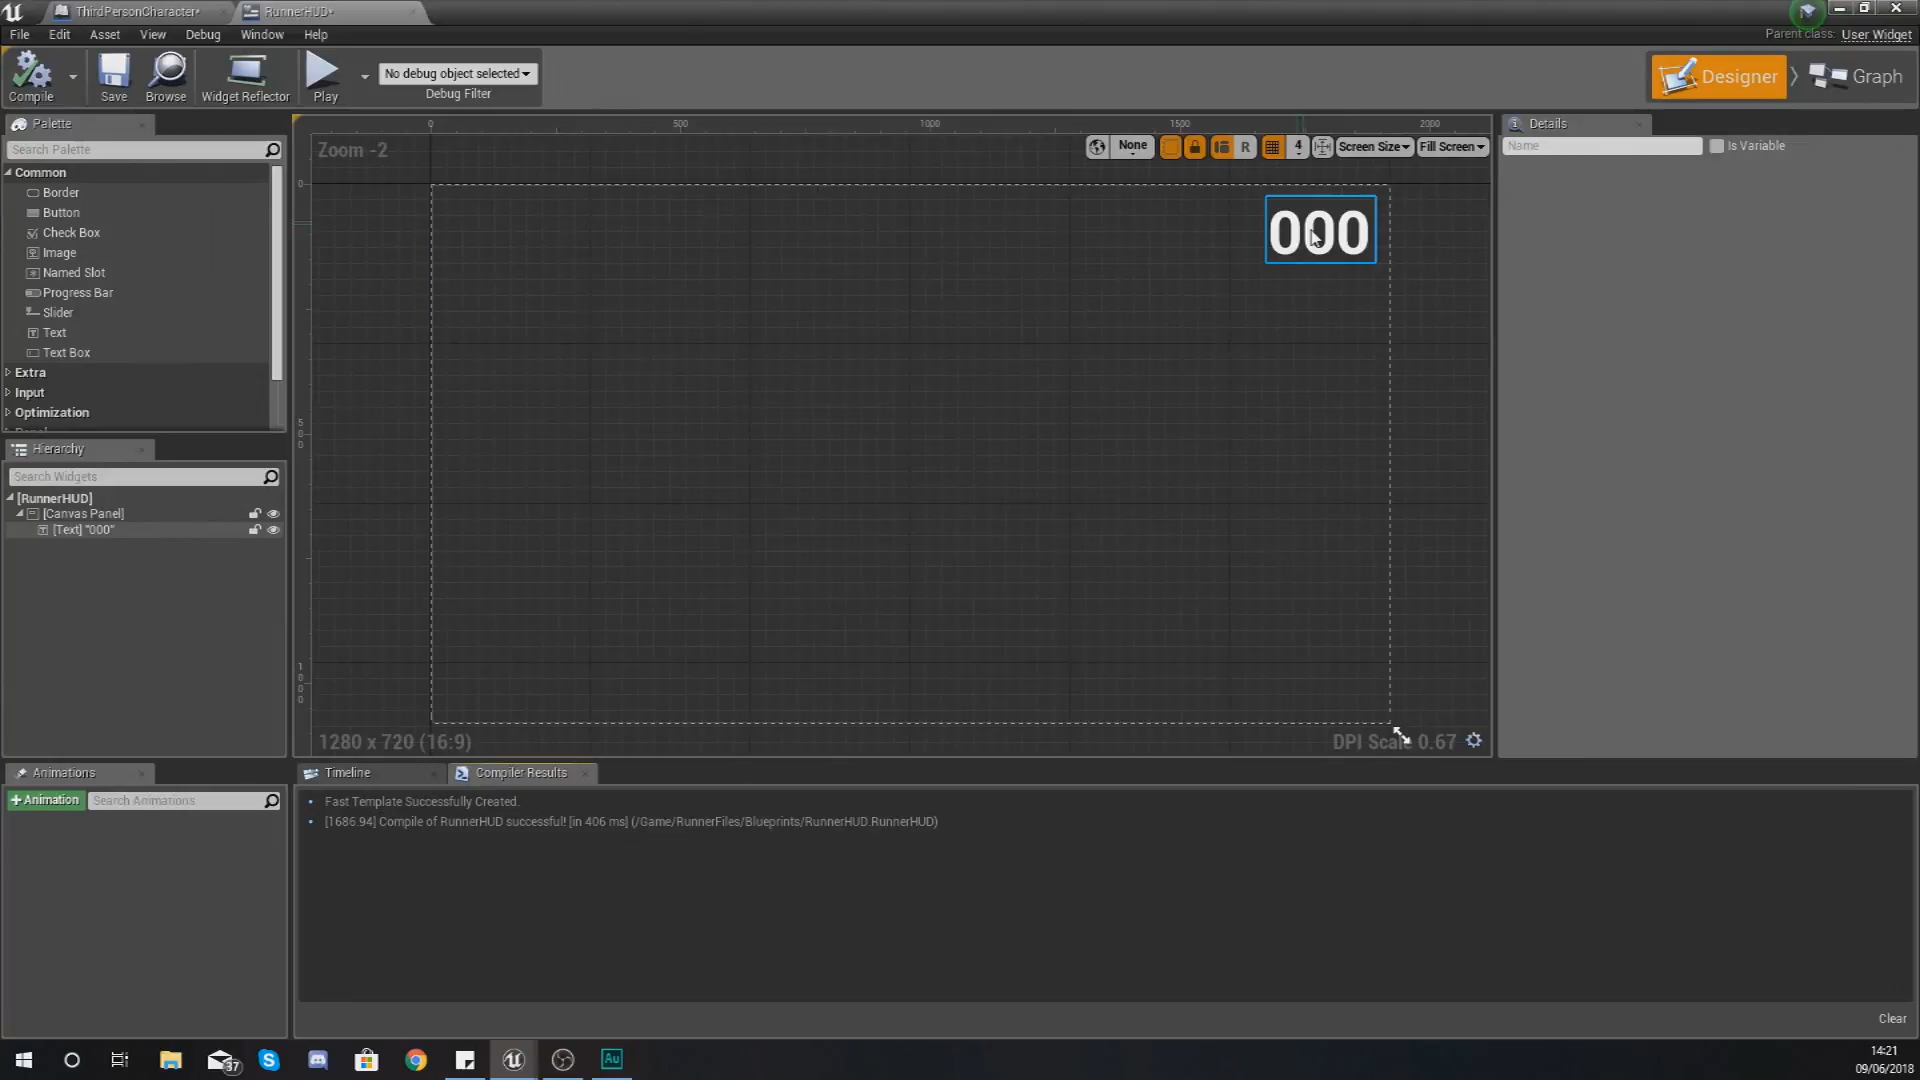 ThirdPersonCharacter*
RunnerHUD*
File Edit Asset View Debug Window Help
Parent class: User Widget
Compile
Save
Browse
Widget Reflector
Play
No debug object selected
Debug Filter
Designer
Graph
Palette
Search Palette
Common
Border
Button
Check Box
Image
Named Slot
Progress Bar
Slider
Text
Text Box
Extra
Input
Optimization
Hierarchy
Search Widgets
[RunnerHUD]
[Canvas Panel]
[Text] "000"
0 500 1000 1500 2000
Zoom -2
None
R
4
Screen Size
Fill Screen
0
500
1000
000
1280 x 720 (16:9)
DPI Scale 0.67
Details
Name
Is Variable
Animations
+Animation
Search Animations
Timeline
Compiler Results
Fast Template Successfully Created.
[1686.94] Compile of RunnerHUD successful! [in 406 ms] (/Game/RunnerFiles/Blueprints/RunnerHUD.RunnerHUD)
Clear
37
Au
14:21
09/06/2018